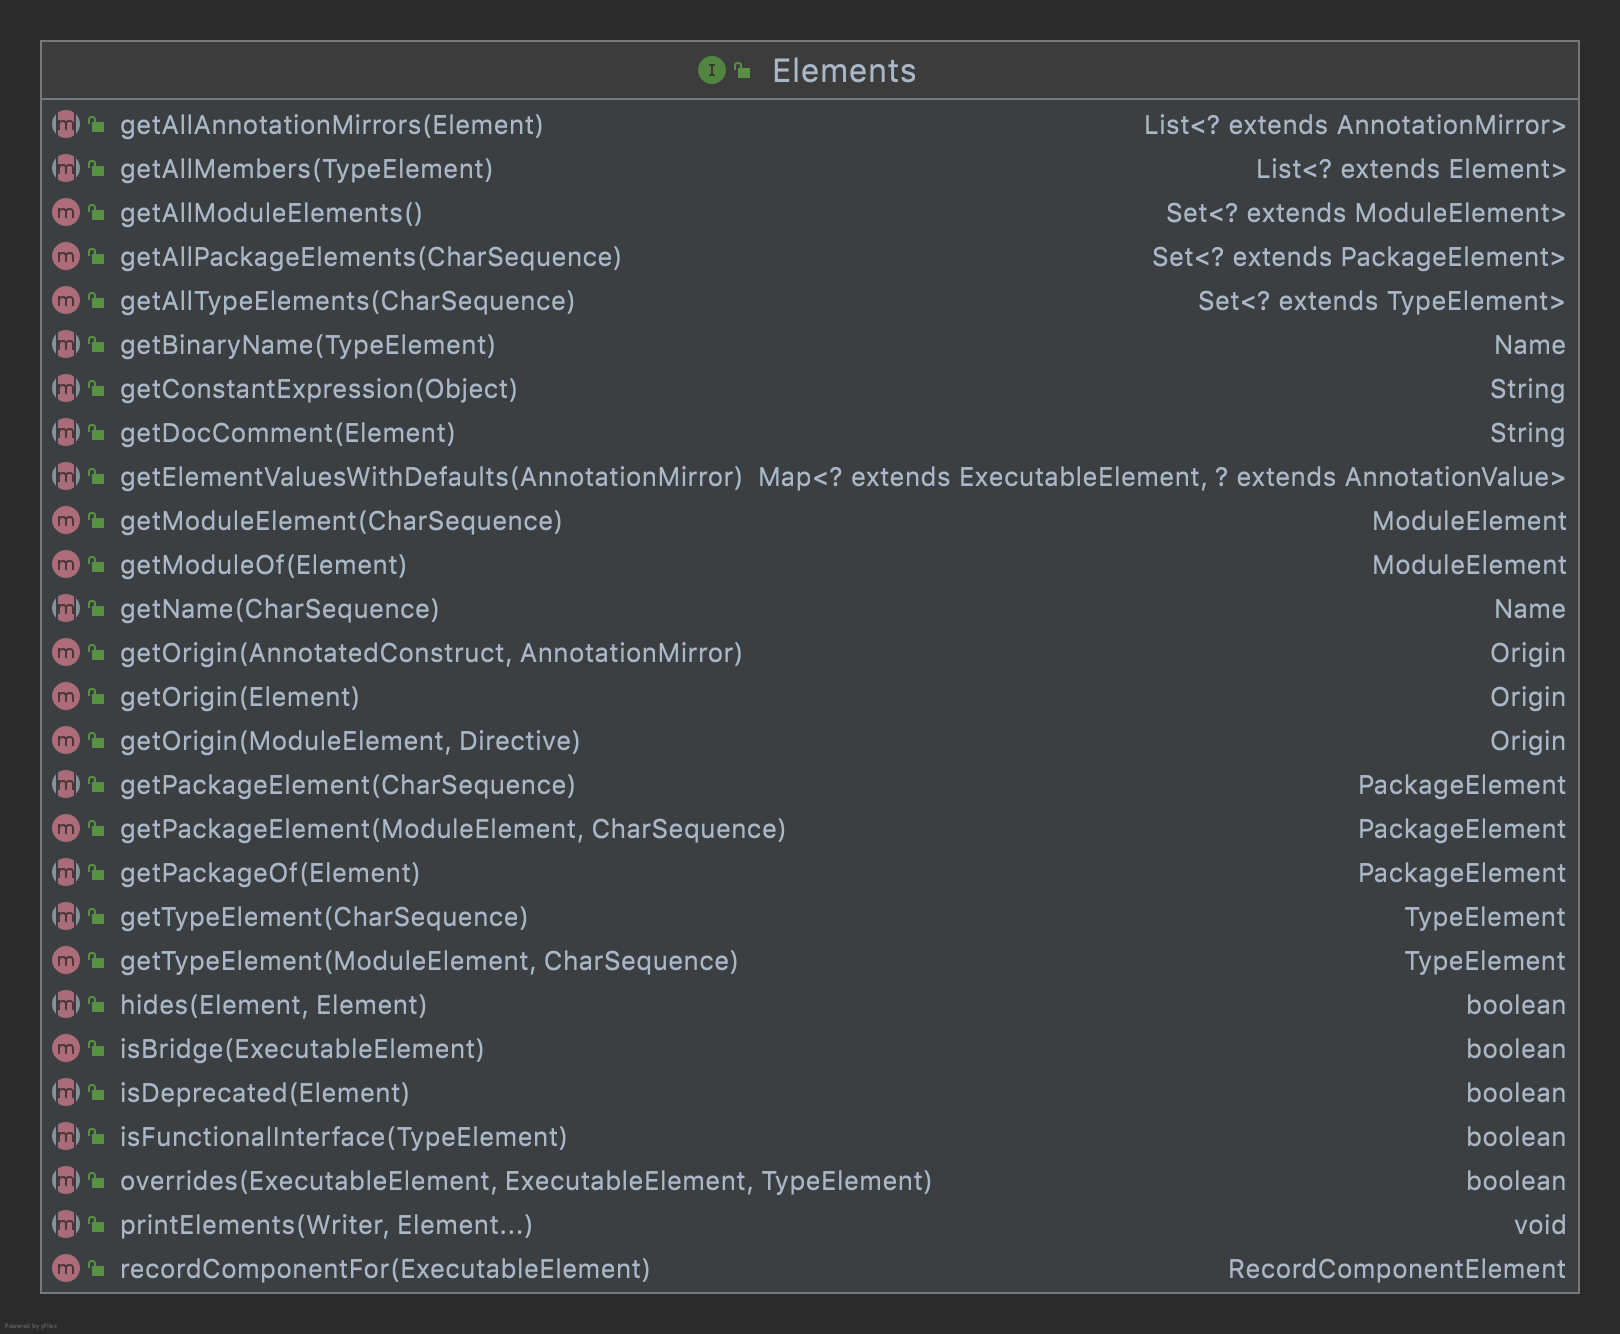 I Elements
m getAllAnnotationMirrors(Element) List<? extends AnnotationMirror>
m getAllMembers(TypeElement) List<? extends Element>
m getAllModuleElements() Set<? extends ModuleElement>
m getAllPackageElements(CharSequence) Set<? extends PackageElement>
m getAllTypeElements(CharSequence) Set<? extends TypeElement>
m getBinaryName(TypeElement) Name
m getConstantExpression(Object) String
m getDocComment(Element) String
m getElementValuesWithDefaults(AnnotationMirror) Map<? extends ExecutableElement, ? extends AnnotationValue>
m getModuleElement(CharSequence) ModuleElement
m getModuleOf(Element) ModuleElement
m getName(CharSequence) Name
m getOrigin(AnnotatedConstruct, AnnotationMirror) Origin
m getOrigin(Element) Origin
m getOrigin(ModuleElement, Directive) Origin
m getPackageElement(CharSequence) PackageElement
m getPackageElement(ModuleElement, CharSequence) PackageElement
m getPackageOf(Element) PackageElement
m getTypeElement(CharSequence) TypeElement
m getTypeElement(ModuleElement, CharSequence) TypeElement
m hides(Element, Element) boolean
m isBridge(ExecutableElement) boolean
m isDeprecated(Element) boolean
m isFunctionalInterface(TypeElement) boolean
m overrides(ExecutableElement, ExecutableElement, TypeElement) boolean
m printElements(Writer, Element...) void
m recordComponentFor(ExecutableElement) RecordComponentElement
Powered by yFiles